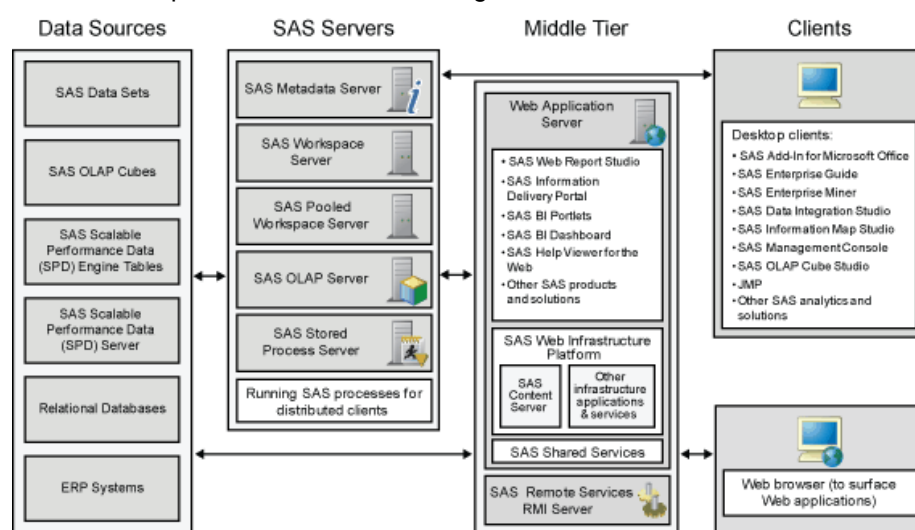 Data Sources
SAS Servers
Middle Tier
Clients
SAS Data Sets
SAS OLAP Cubes
SAS Scalable
Performance Data
(SPD) Engine Tables
SAS Scalable
Performance Data
(SPD) Server
Relational Databases
ERP Systems
SAS Metadata Server
SAS Workspace
Server
SAS Pooled
Workspace Server
SAS OLAP Server
SAS Stored
Process Server
Running SAS processes for
distributed clients
Web Application
Server
• SAS Web Report Studio
• SAS Information
Delivery Portal
• SAS BI Portlets
• SAS BI Dashboard
• SAS Help Viewer for the
Web
• Other SAS products
and solutions
SAS Web Infrastructure
Platform
SAS
Content
Server
Other
infrastructure
applications
& services
SAS Shared Services
SAS Remote Services
RMI Server
Desktop clients:
• SAS Add-In for Microsoft Office
• SAS Enterprise Guide
• SAS Enterprise Miner
• SAS Data Integration Studio
• SAS Information Map Studio
• SAS Management Console
• SAS OLAP Cube Studio
• JMP
• Other SAS analytics and
solutions
Web browser (to surface
Web applications)